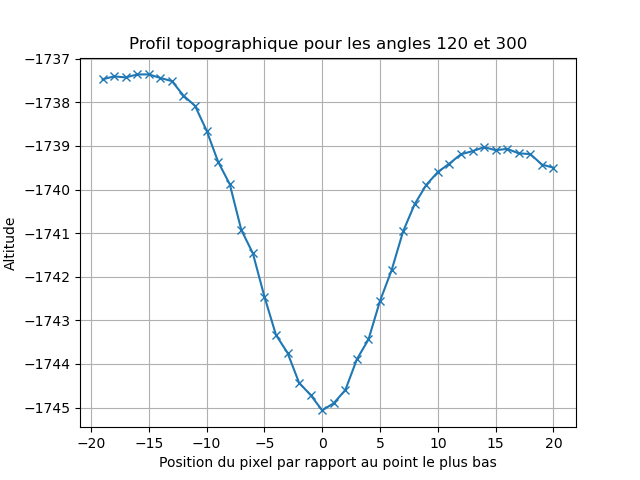 Profil topographique pour les angles 120 et 300
−1737
−1738
−1739
−1740
−1741
−1742
−1743
−1744
−1745
Altitude
−20 −15 −10 −5 0 5 10 15 20
Position du pixel par rapport au point le plus bas